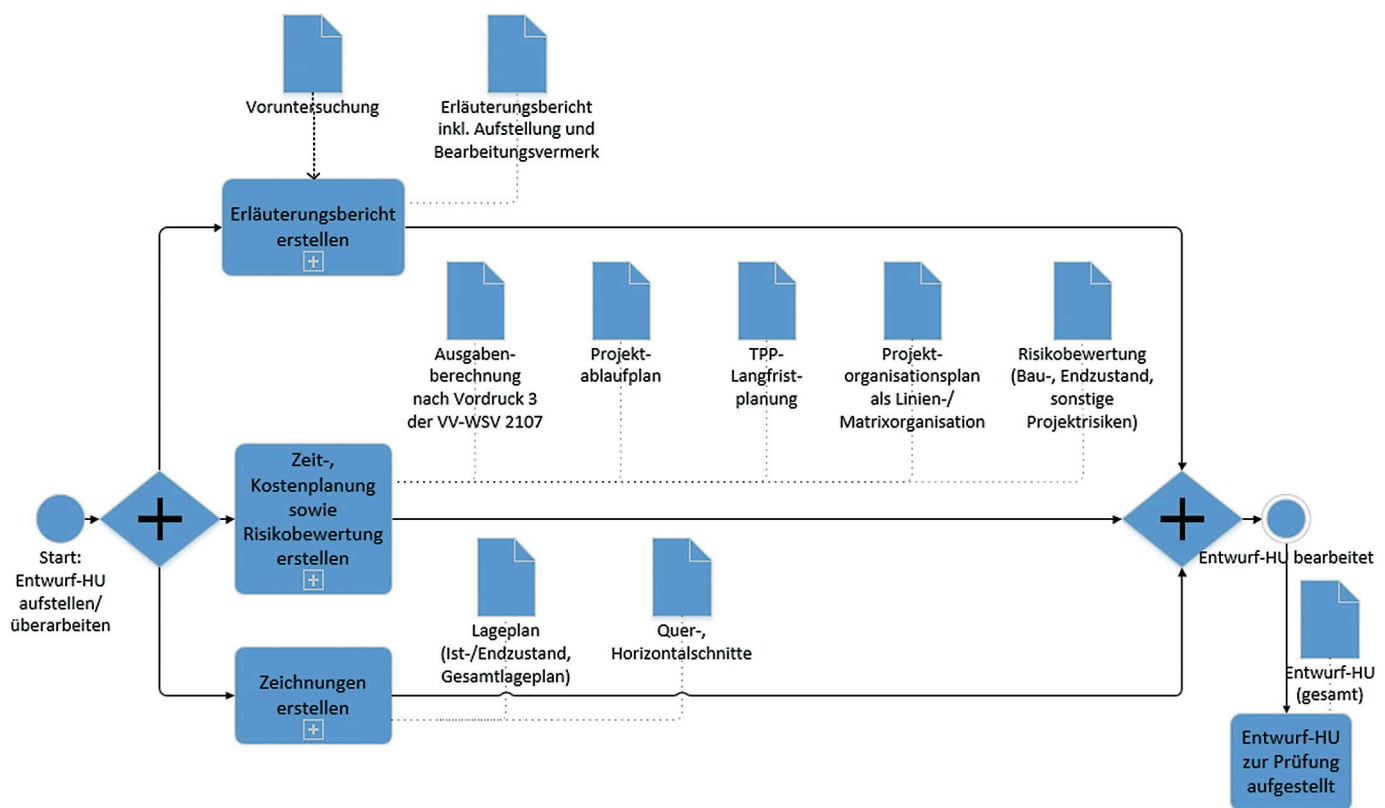 Voruntersuchung
Erläuterungsbericht
inkl. Aufstellung und
Bearbeitungsvermerk
Erläuterungsbericht
erstellen
Ausgaben-
berechnung
nach Vordruck 3
der VV-WSV 2107
Projekt-
ablaufplan
TPP-
Langfrist-
planung
Projekt-
organisationsplan
als Linien-/
Matrixorganisation
Risikobewertung
(Bau-, Endzustand,
sonstige
Projektrisiken)
Zeit-,
Kostenplanung
sowie
Risikobewertung
erstellen
Start:
Entwurf-HU
aufstellen/
überarbeiten
Entwurf-HU bearbeitet
Lageplan
(Ist-/Endzustand,
Gesamtlageplan)
Quer-,
Horizontalschnitte
Zeichnungen
erstellen
Entwurf-HU
(gesamt)
Entwurf-HU
zur Prüfung
aufgestellt